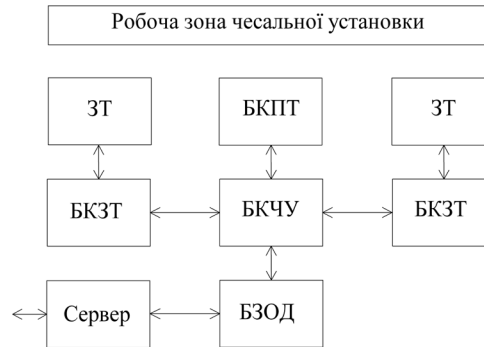 Робоча зона чесальної установки
ЗТ
БКПТ
ЗТ
БКЗТ
БКЧУ
БКЗТ
Сервер
БЗОД